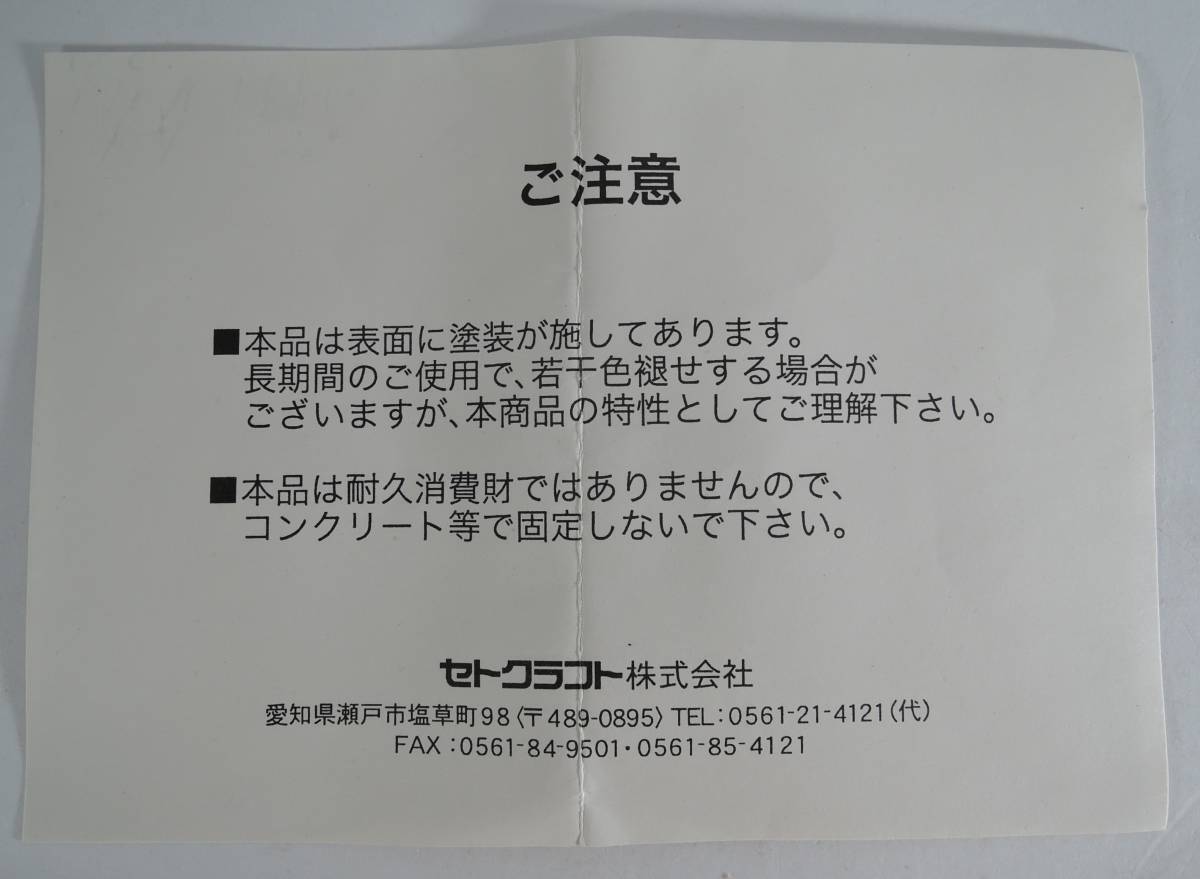 ご注意
■本品は表面に塗装が施してあります。
長期間のご使用で、若干色褪せする場合が
ございますが、本商品の特性としてご理解下さい。
■本品は耐久消費財ではありませんので、
コンクリート等で固定しないで下さい。
セトクラフト株式会社
愛知県瀬戸市塩草町98〈〒489-0895〉TEL:0561-21-4121(代)
FAX:0561-84-9501・0561-85-4121